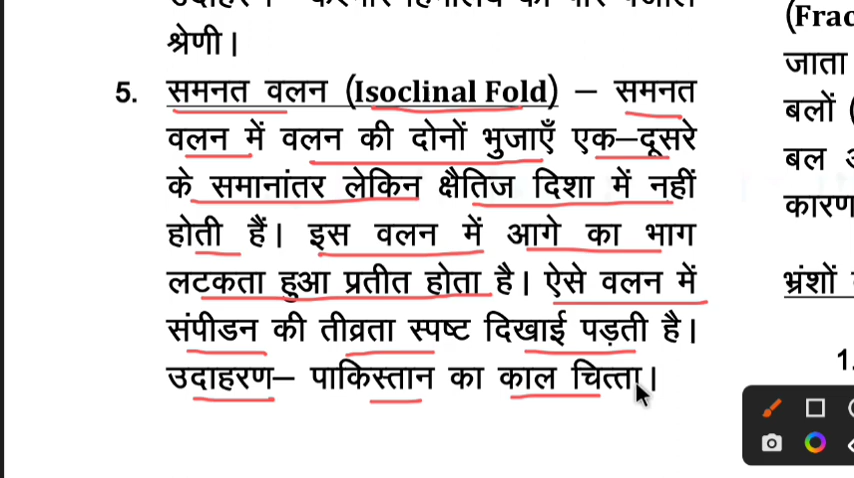 श्रेणी।
5. समनत वलन (Isoclinal Fold) – समनत
वलन में वलन की दोनों भुजाएँ एक–दूसरे
के समानांतर लेकिन क्षैतिज दिशा में नहीं
होती हैं। इस वलन में आगे का भाग
लटकता हुआ प्रतीत होता है। ऐसे वलन में
संपीडन की तीव्रता स्पष्ट दिखाई पड़ती है।
उदाहरण– पाकिस्तान का काल चित्ता।
(Frac
जाता
बलों (
बल
कारण
भ्रंशों
1.